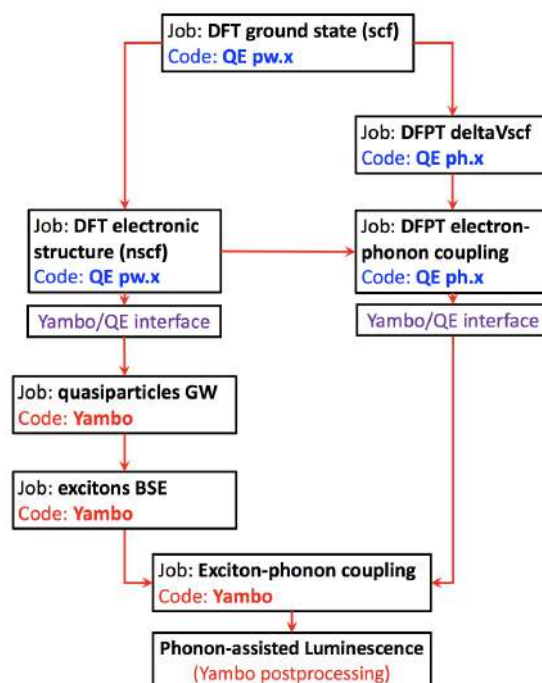 Job: DFT ground state (scf)
Code: QE pw.x
Job: DFPT deltaVscf
Code: QE ph.x
Job: DFT electronic
structure (nscf)
Code: QE pw.x
Job: DFPT electron-
phonon coupling
Code: QE ph.x
Yambo/QE interface
Yambo/QE interface
Job: quasiparticles GW
Code: Yambo
Job: excitons BSE
Code: Yambo
Job: Exciton-phonon coupling
Code: Yambo
Phonon-assisted Luminescence
(Yambo postprocessing)